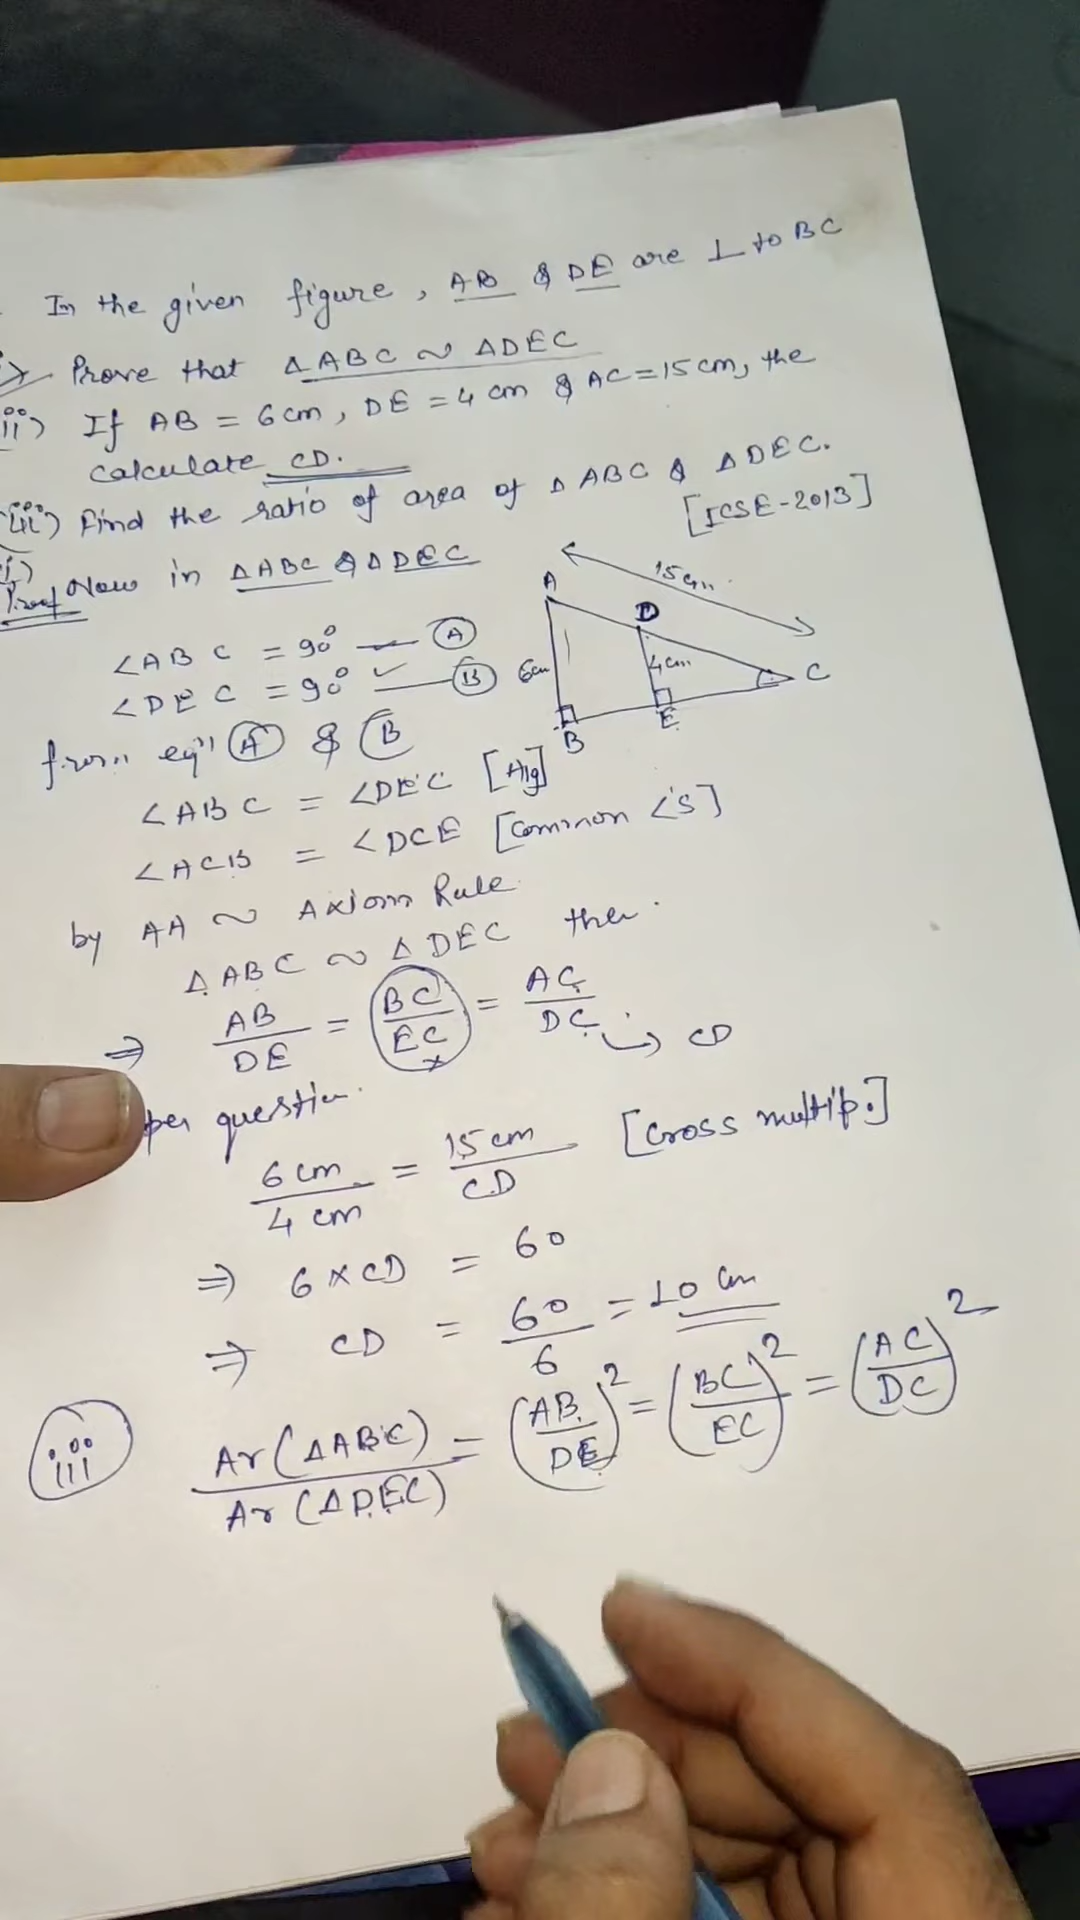 In the given figure, AB & DE are ⊥ to BC
i) Prove that △ABC ~ △DEC
ii) If AB = 6cm, DE = 4 cm & AC = 15 cm, the
calculate CD.
iii) Find the ratio of area of △ABC & △DEC.
[ICSE-2013]
i)
Proof Now in △ABC & △DEC
∠ABC = 90° — (A)
∠DEC = 90° ✓ — (B)
from eqⁿ (A) & (B)
∠ABC = ∠DEC
∠ACB = ∠DCE [Common ∠'s]
by AA ~ Axiom Rule
△ABC ~ △DEC then
⇒ AB/DE = BC/EC = AC/DC → CD
per question.
6 cm/4 cm = 15 cm/CD [Cross multip.]
⇒ 6 × CD = 60
⇒ CD = 60/6 = 10 cm
iii Ar(△ABC)/Ar(△DEC) = (AB/DE)² = (BC/EC)² = (AC/DC)²
15cm
A
D
6cm
4cm
C
B
E